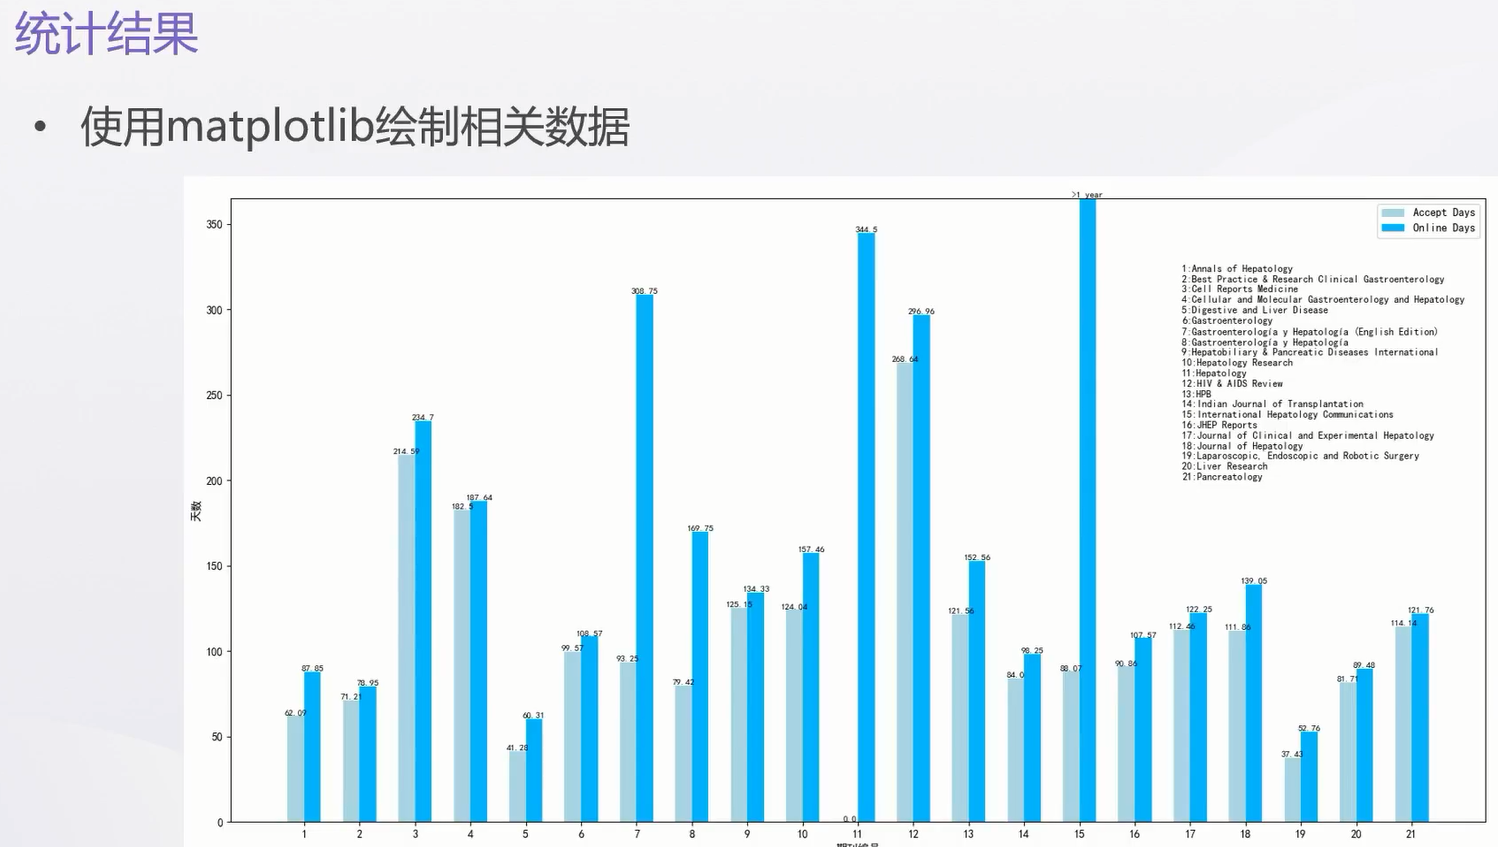 统计结果
• 使用matplotlib绘制相关数据
>1 year
Accept Days
Online Days
1:Annals of Hepatology
2:Best Practice & Research Clinical Gastroenterology
3:Cell Reports Medicine
4:Cellular and Molecular Gastroenterology and Hepatology
5:Digestive and Liver Disease
6:Gastroenterology
7:Gastroenterología y Hepatología (English Edition)
8:Gastroenterología y Hepatología
9:Hepatobiliary & Pancreatic Diseases International
10:Hepatology Research
11:Hepatology
12:HIV & AIDS Review
13:HPB
14:Indian Journal of Transplantation
15:International Hepatology Communications
16:JHEP Reports
17:Journal of Clinical and Experimental Hepatology
18:Journal of Hepatology
19:Laparoscopic, Endoscopic and Robotic Surgery
20:Liver Research
21:Pancreatology
天数
350
300
250
200
150
100
50
0
62.09 87.85
71.21 78.95
214.59 234.7
182.5 187.64
41.28 60.31
99.57 108.57
93.25 308.75
79.42 169.75
125.15 134.33
124.04 157.46
0.0 344.5
268.64 296.96
121.56 152.56
84.0 98.25
88.07
90.86 107.57
112.46 122.25
111.86 139.05
37.43 52.76
81.71 89.48
114.14 121.76
1 2 3 4 5 6 7 8 9 10 11 12 13 14 15 16 17 18 19 20 21